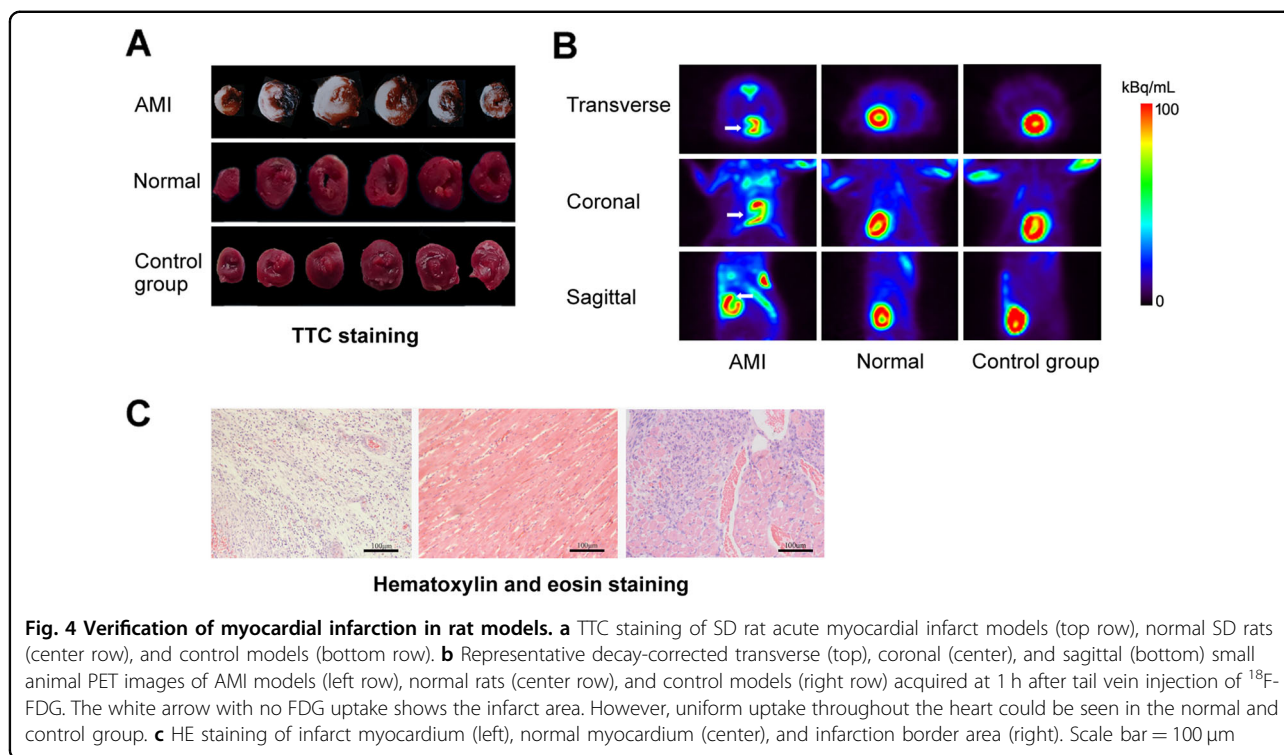 A
AMI
Normal
Control
group
TTC staining
B
kBq/mL
100
0
Transverse
Coronal
Sagittal
AMI
Normal
Control group
C
100μm
100μm
100μm
Hematoxylin and eosin staining
Fig. 4 Verification of myocardial infarction in rat models. a TTC staining of SD rat acute myocardial infarct models (top row), normal SD rats
(center row), and control models (bottom row). b Representative decay-corrected transverse (top), coronal (center), and sagittal (bottom) small
animal PET images of AMI models (left row), normal rats (center row), and control models (right row) acquired at 1 h after tail vein injection of ¹⁸F-
FDG. The white arrow with no FDG uptake shows the infarct area. However, uniform uptake throughout the heart could be seen in the normal and
control group. c HE staining of infarct myocardium (left), normal myocardium (center), and infarction border area (right). Scale bar = 100 μm